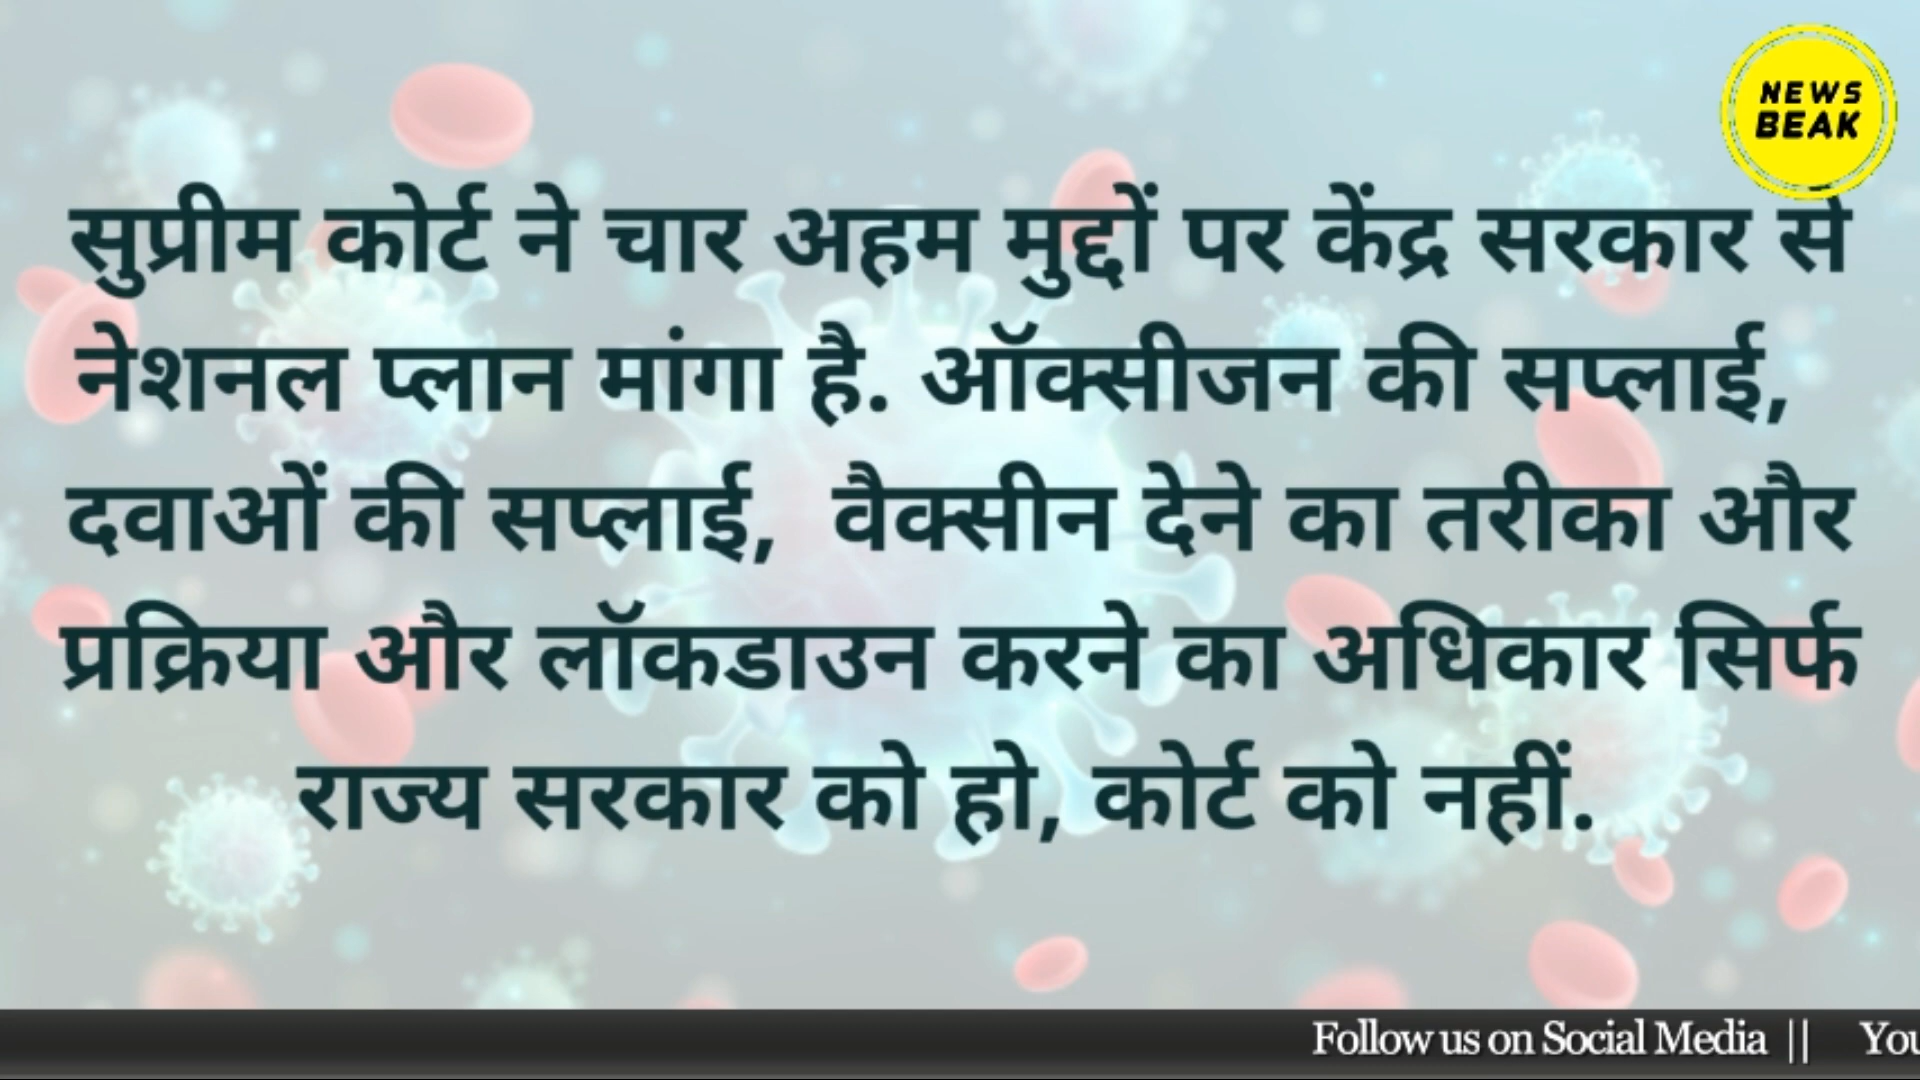 NEWS
BEAK
सुप्रीम कोर्ट ने चार अहम मुद्दों पर केंद्र सरकार से
नेशनल प्लान मांगा है. ऑक्सीजन की सप्लाई,
दवाओं की सप्लाई, वैक्सीन देने का तरीका और
प्रक्रिया और लॉकडाउन करने का अधिकार सिर्फ
राज्य सरकार को हो, कोर्ट को नहीं.
Follow us on Social Media || You